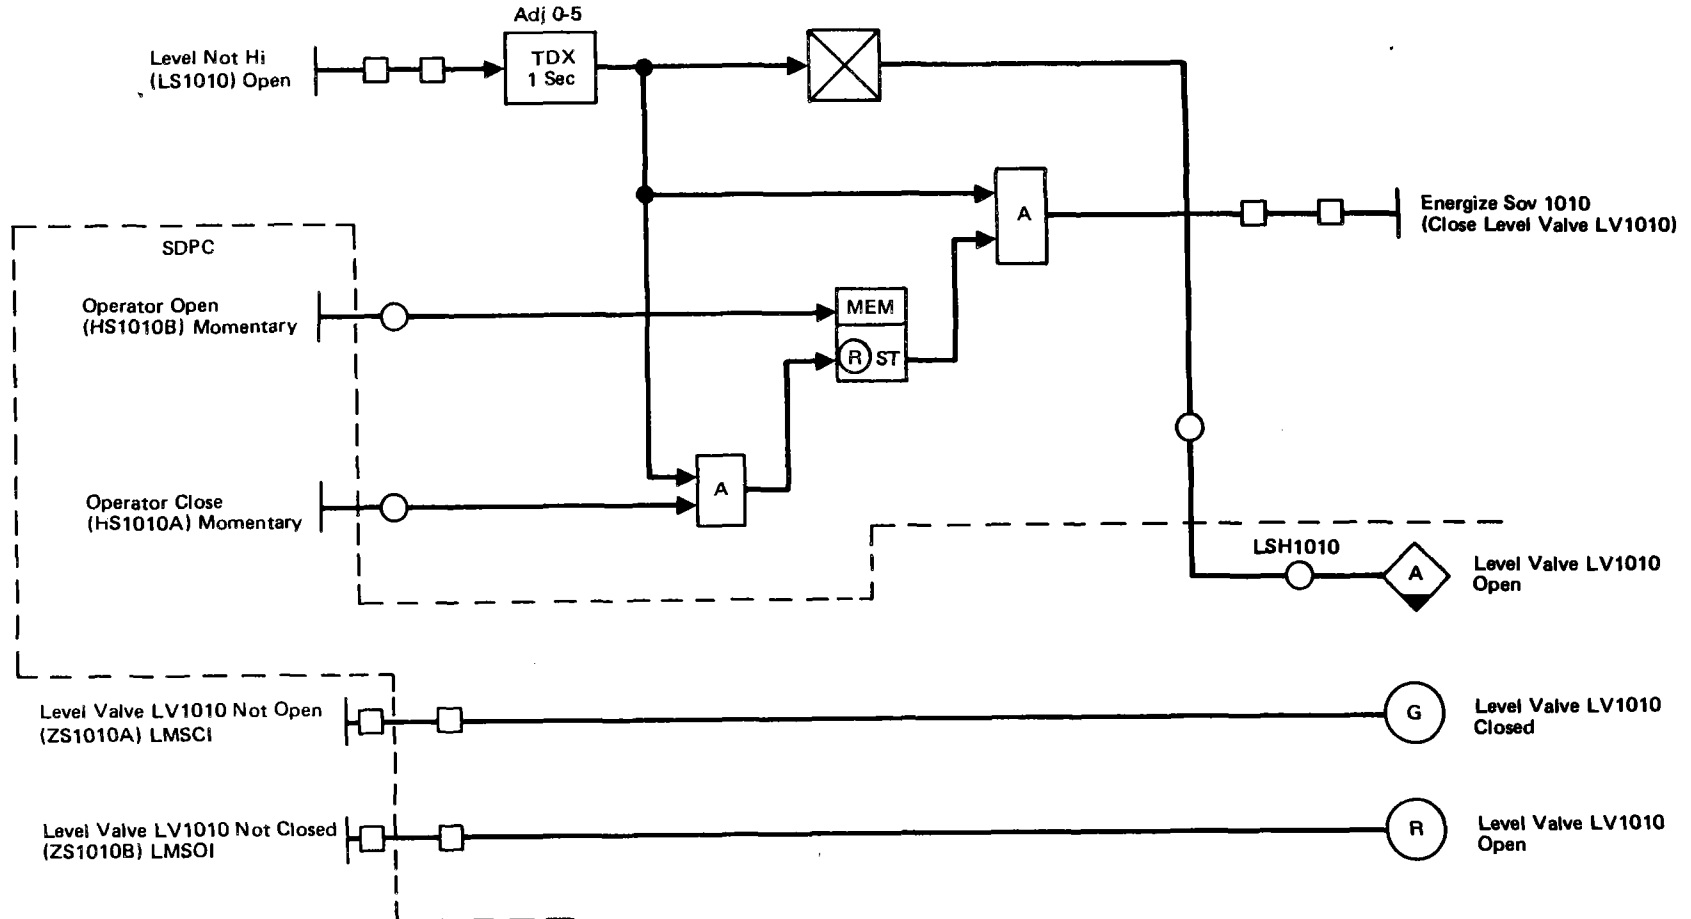 Adj 0-5
Level Not Hi
(LS1010) Open
TDX
1 Sec
A
Energize Sov 1010
(Close Level Valve LV1010)
SDPC
Operator Open
(HS1010B) Momentary
MEM
R ST
Operator Close
(HS1010A) Momentary
A
LSH1010
A
Level Valve LV1010
Open
Level Valve LV1010 Not Open
(ZS1010A) LMSCI
G
Level Valve LV1010
Closed
Level Valve LV1010 Not Closed
(ZS1010B) LMSOI
R
Level Valve LV1010
Open